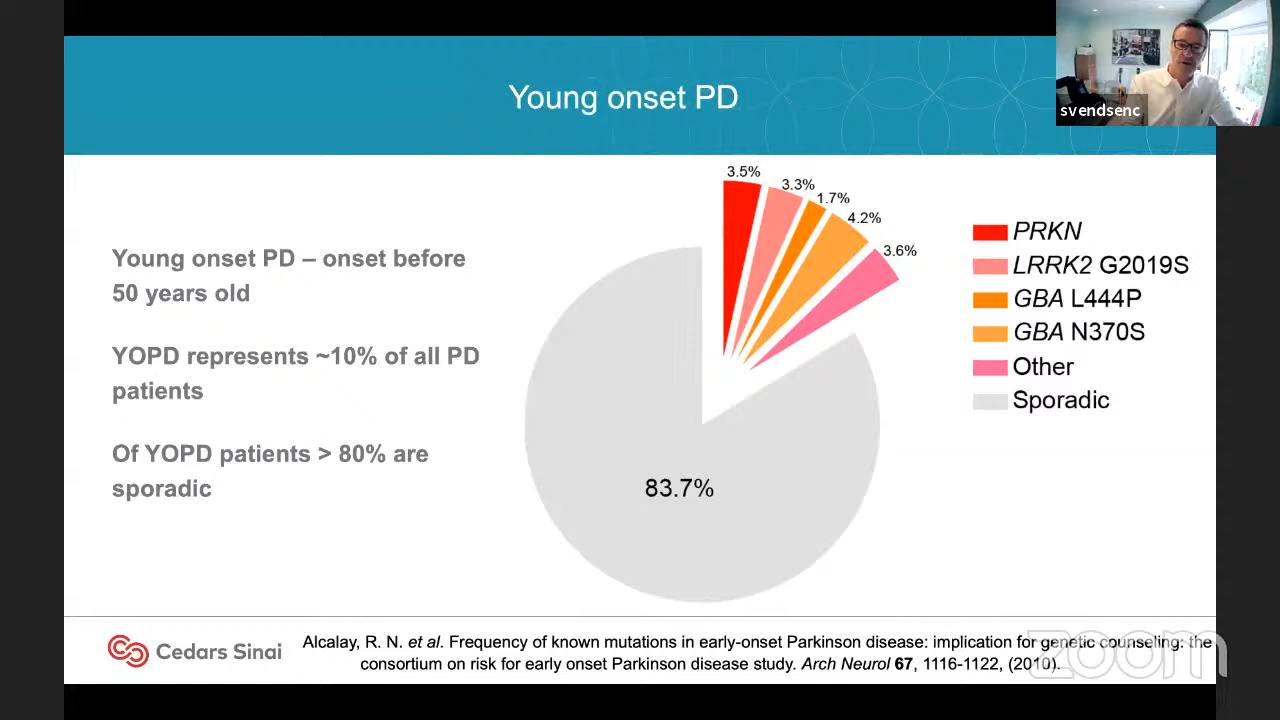 Young onset PD
svendsenc
Young onset PD – onset before
50 years old
YOPD represents ~10% of all PD
patients
Of YOPD patients > 80% are
sporadic
3.5%
3.3%
1.7%
4.2%
3.6%
83.7%
PRKN
LRRK2 G2019S
GBA L444P
GBA N370S
Other
Sporadic
Cedars Sinai
Alcalay, R. N. et al. Frequency of known mutations in early-onset Parkinson disease: implication for genetic counseling: the
consortium on risk for early onset Parkinson disease study. Arch Neurol 67, 1116-1122, (2010).
zoom